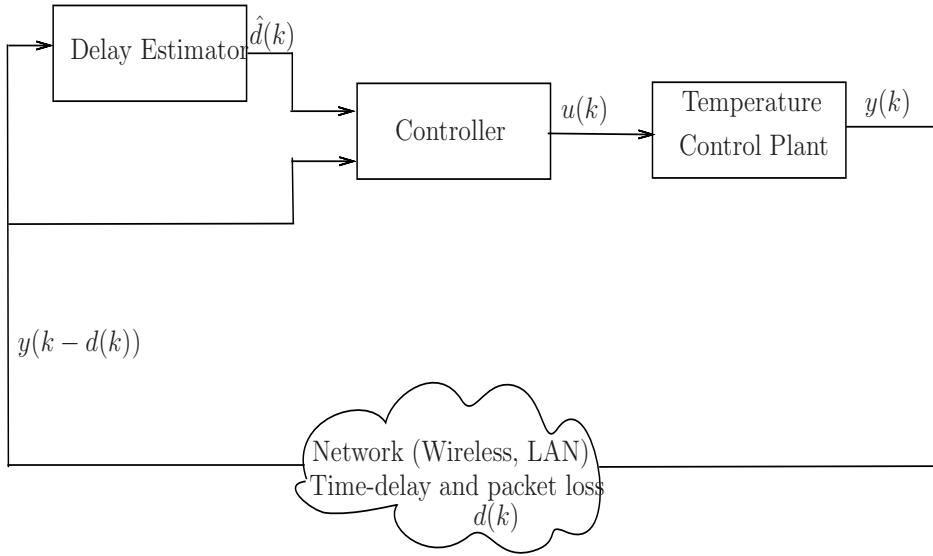 Delay Estimator
d̂(k)
Controller
u(k)
Temperature
Control Plant
y(k)
y(k − d(k))
Network (Wireless, LAN)
Time-delay and packet loss
d(k)